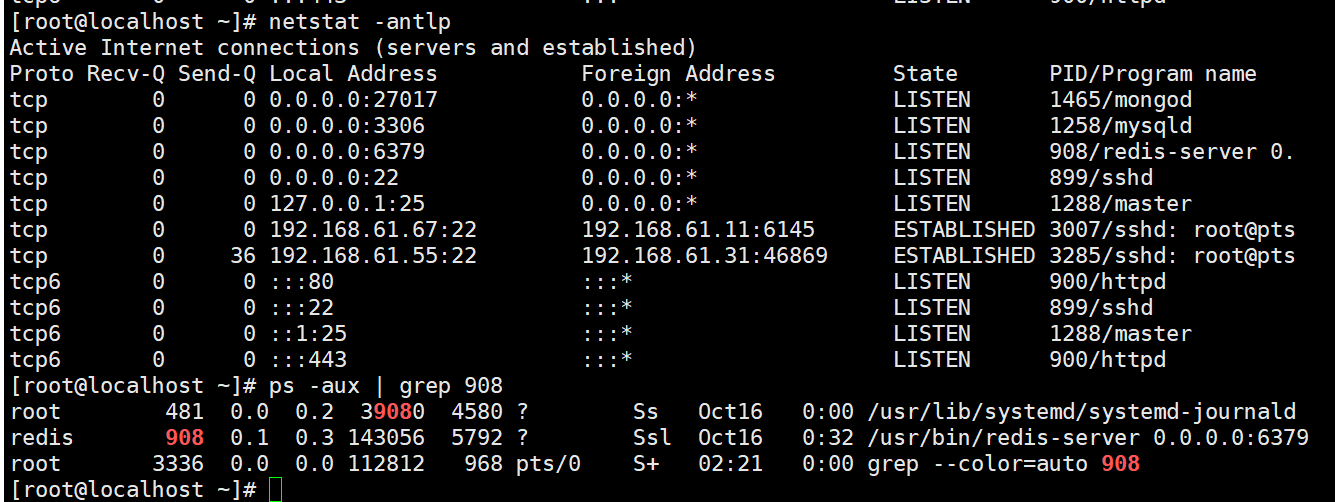 tcp6 0 0 :::443 :::* LISTEN 900/httpd
[root@localhost ~]# netstat -antlp
Active Internet connections (servers and established)
Proto Recv-Q Send-Q Local Address Foreign Address State PID/Program name
tcp 0 0 0.0.0.0:27017 0.0.0.0:* LISTEN 1465/mongod
tcp 0 0 0.0.0.0:3306 0.0.0.0:* LISTEN 1258/mysqld
tcp 0 0 0.0.0.0:6379 0.0.0.0:* LISTEN 908/redis-server 0.
tcp 0 0 0.0.0.0:22 0.0.0.0:* LISTEN 899/sshd
tcp 0 0 127.0.0.1:25 0.0.0.0:* LISTEN 1288/master
tcp 0 0 192.168.61.67:22 192.168.61.11:6145 ESTABLISHED 3007/sshd: root@pts
tcp 0 36 192.168.61.55:22 192.168.61.31:46869 ESTABLISHED 3285/sshd: root@pts
tcp6 0 0 :::80 :::* LISTEN 900/httpd
tcp6 0 0 :::22 :::* LISTEN 899/sshd
tcp6 0 0 ::1:25 :::* LISTEN 1288/master
tcp6 0 0 :::443 :::* LISTEN 900/httpd
[root@localhost ~]# ps -aux | grep 908
root 481 0.0 0.2 39080 4580 ? Ss Oct16 0:00 /usr/lib/systemd/systemd-journald
redis 908 0.1 0.3 143056 5792 ? Ssl Oct16 0:32 /usr/bin/redis-server 0.0.0.0:6379
root 3336 0.0 0.0 112812 968 pts/0 S+ 02:21 0:00 grep --color=auto 908
[root@localhost ~]#